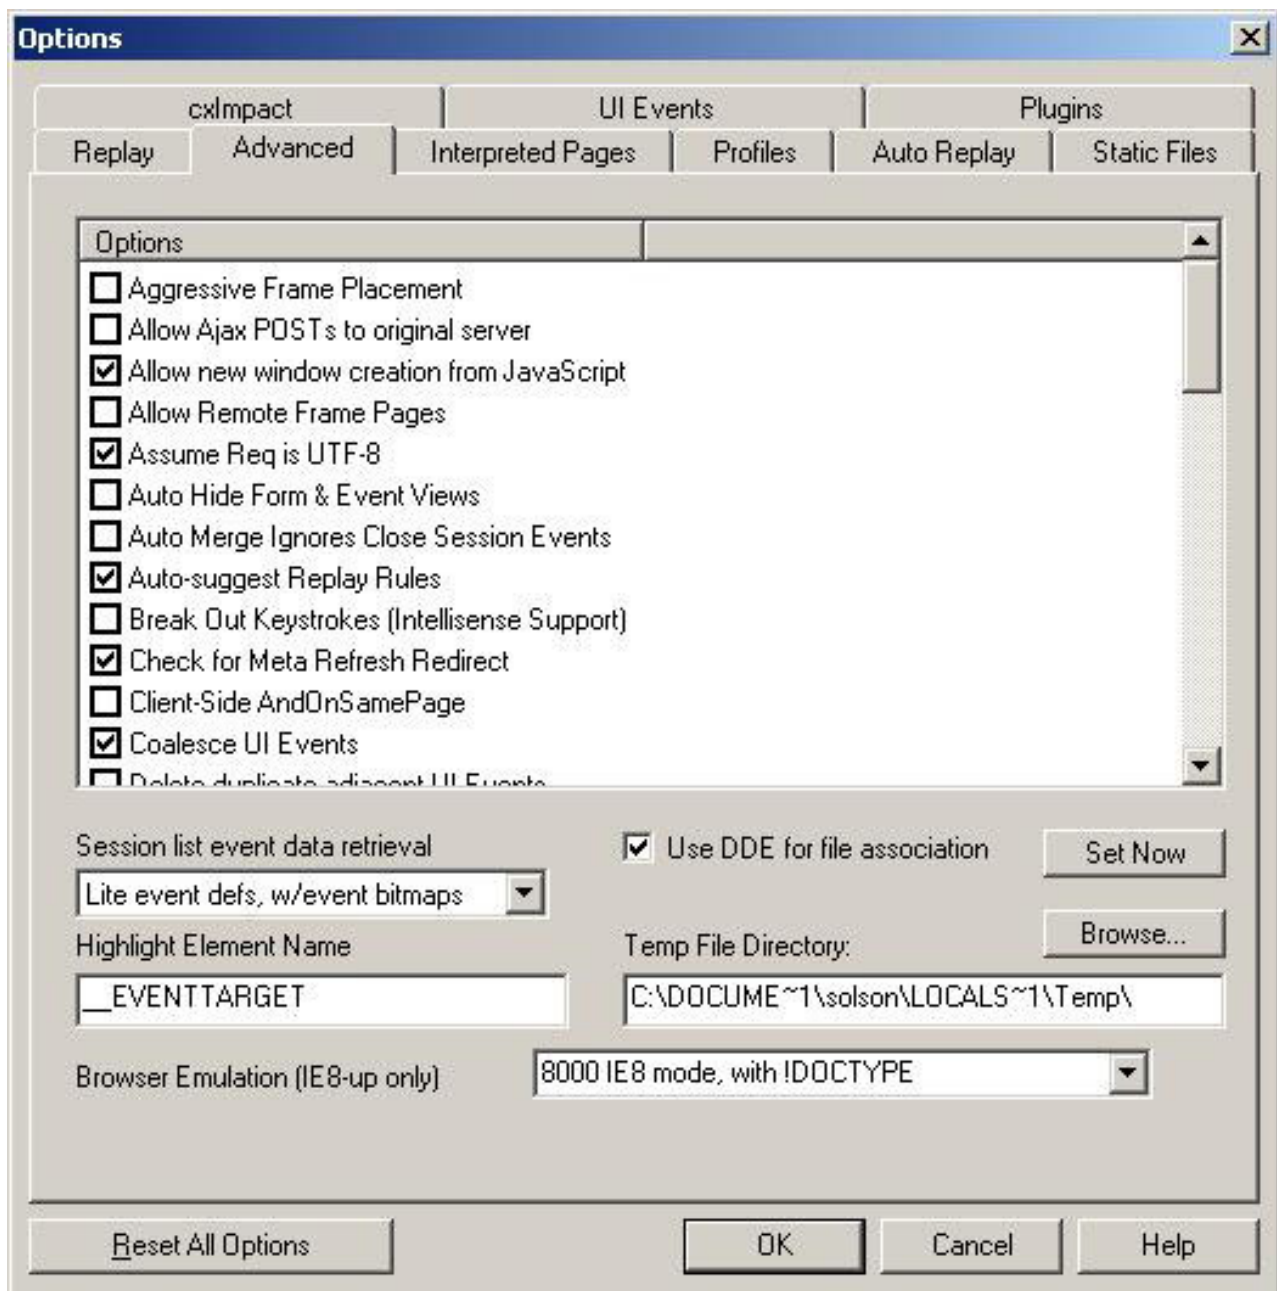 Options
cxImpact UI Events Plugins
Replay Advanced Interpreted Pages Profiles Auto Replay Static Files
Options
Aggressive Frame Placement
Allow Ajax POSTs to original server
Allow new window creation from JavaScript
Allow Remote Frame Pages
Assume Req is UTF-8
Auto Hide Form & Event Views
Auto Merge Ignores Close Session Events
Auto-suggest Replay Rules
Break Out Keystrokes (Intellisense Support)
Check for Meta Refresh Redirect
Client-Side AndOnSamePage
Coalesce UI Events
Delete duplicate adjacent UI Events
Session list event data retrieval
Use DDE for file association
Set Now
Lite event defs, w/event bitmaps
Browse...
Highlight Element Name
Temp File Directory:
__EVENTTARGET
C:\DOCUME~1\solson\LOCALS~1\Temp\
Browser Emulation (IE8-up only)
8000 IE8 mode, with !DOCTYPE
Reset All Options OK Cancel Help